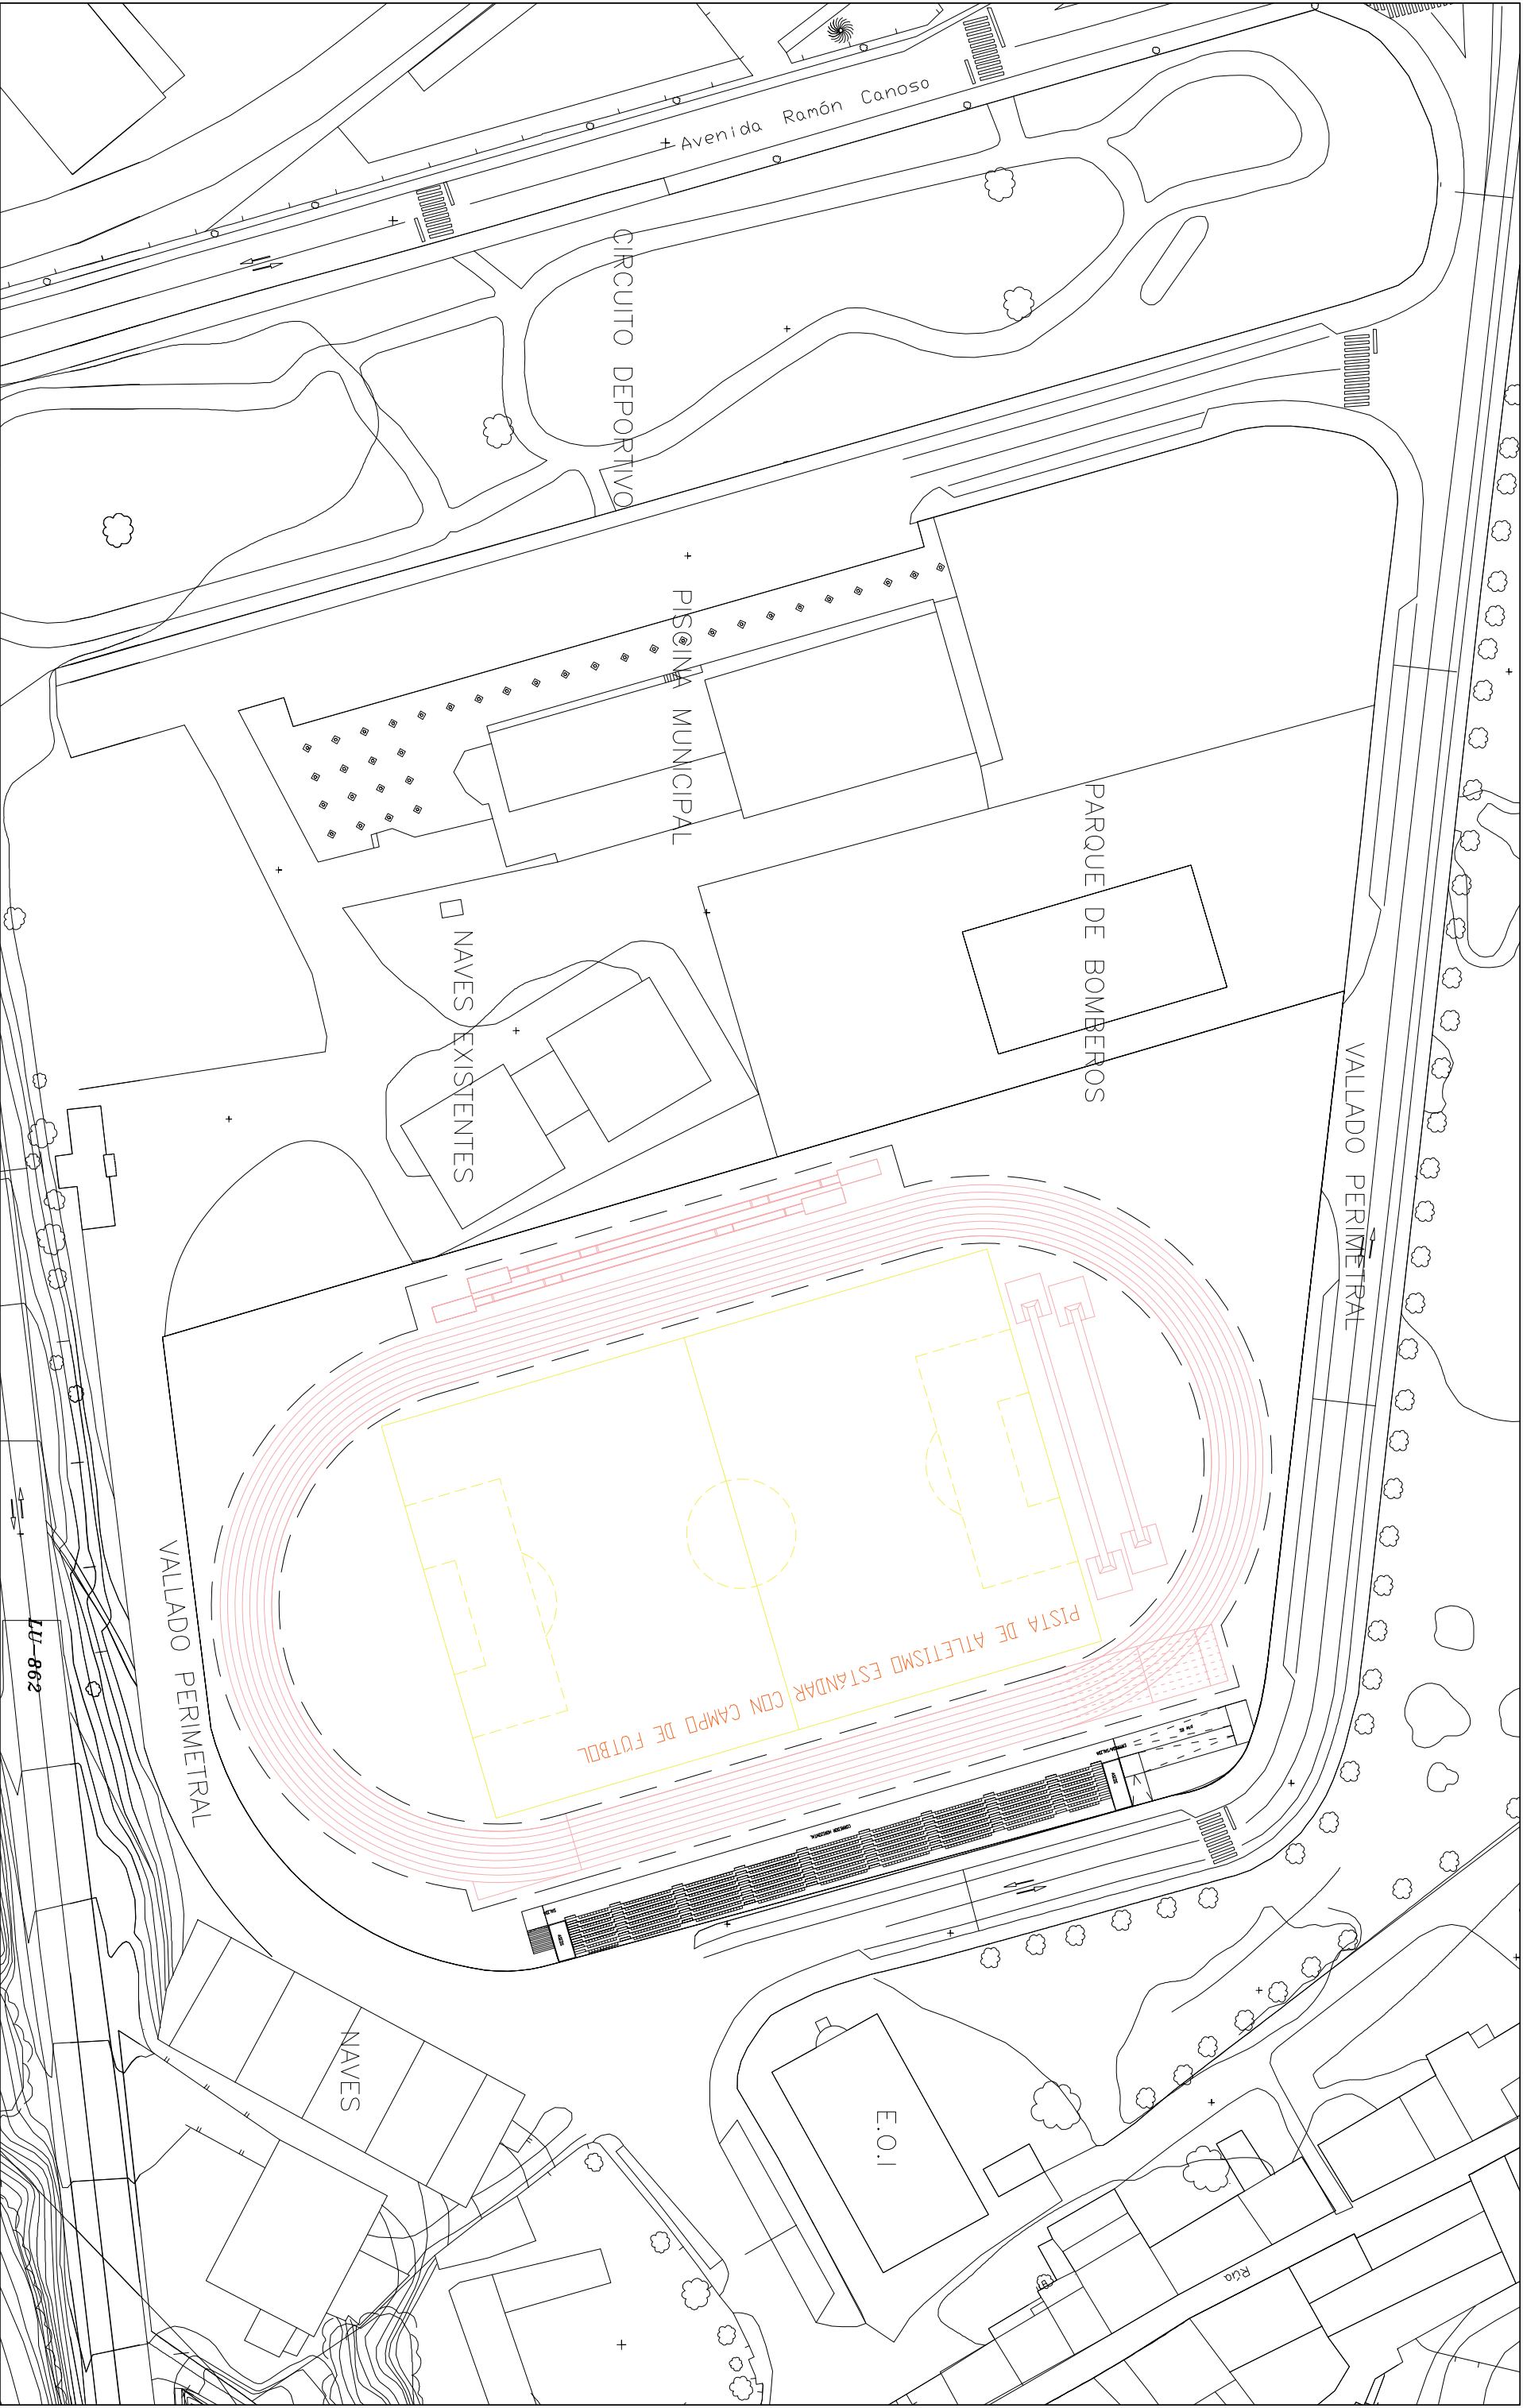 Avenida Ramón Canoso
CIRCUITO DEPORTIVO
PISCINA MUNICIPAL
PARQUE DE BOMBEROS
NAVES EXISTENTES
VALLADO PERIMETRAL
PISTA DE ATLETISMO ESTÁNDAR CON CAMPO DE FUTBOL
VALLADO PERIMETRAL
LU-862
NAVES
E.O.I
Rúa